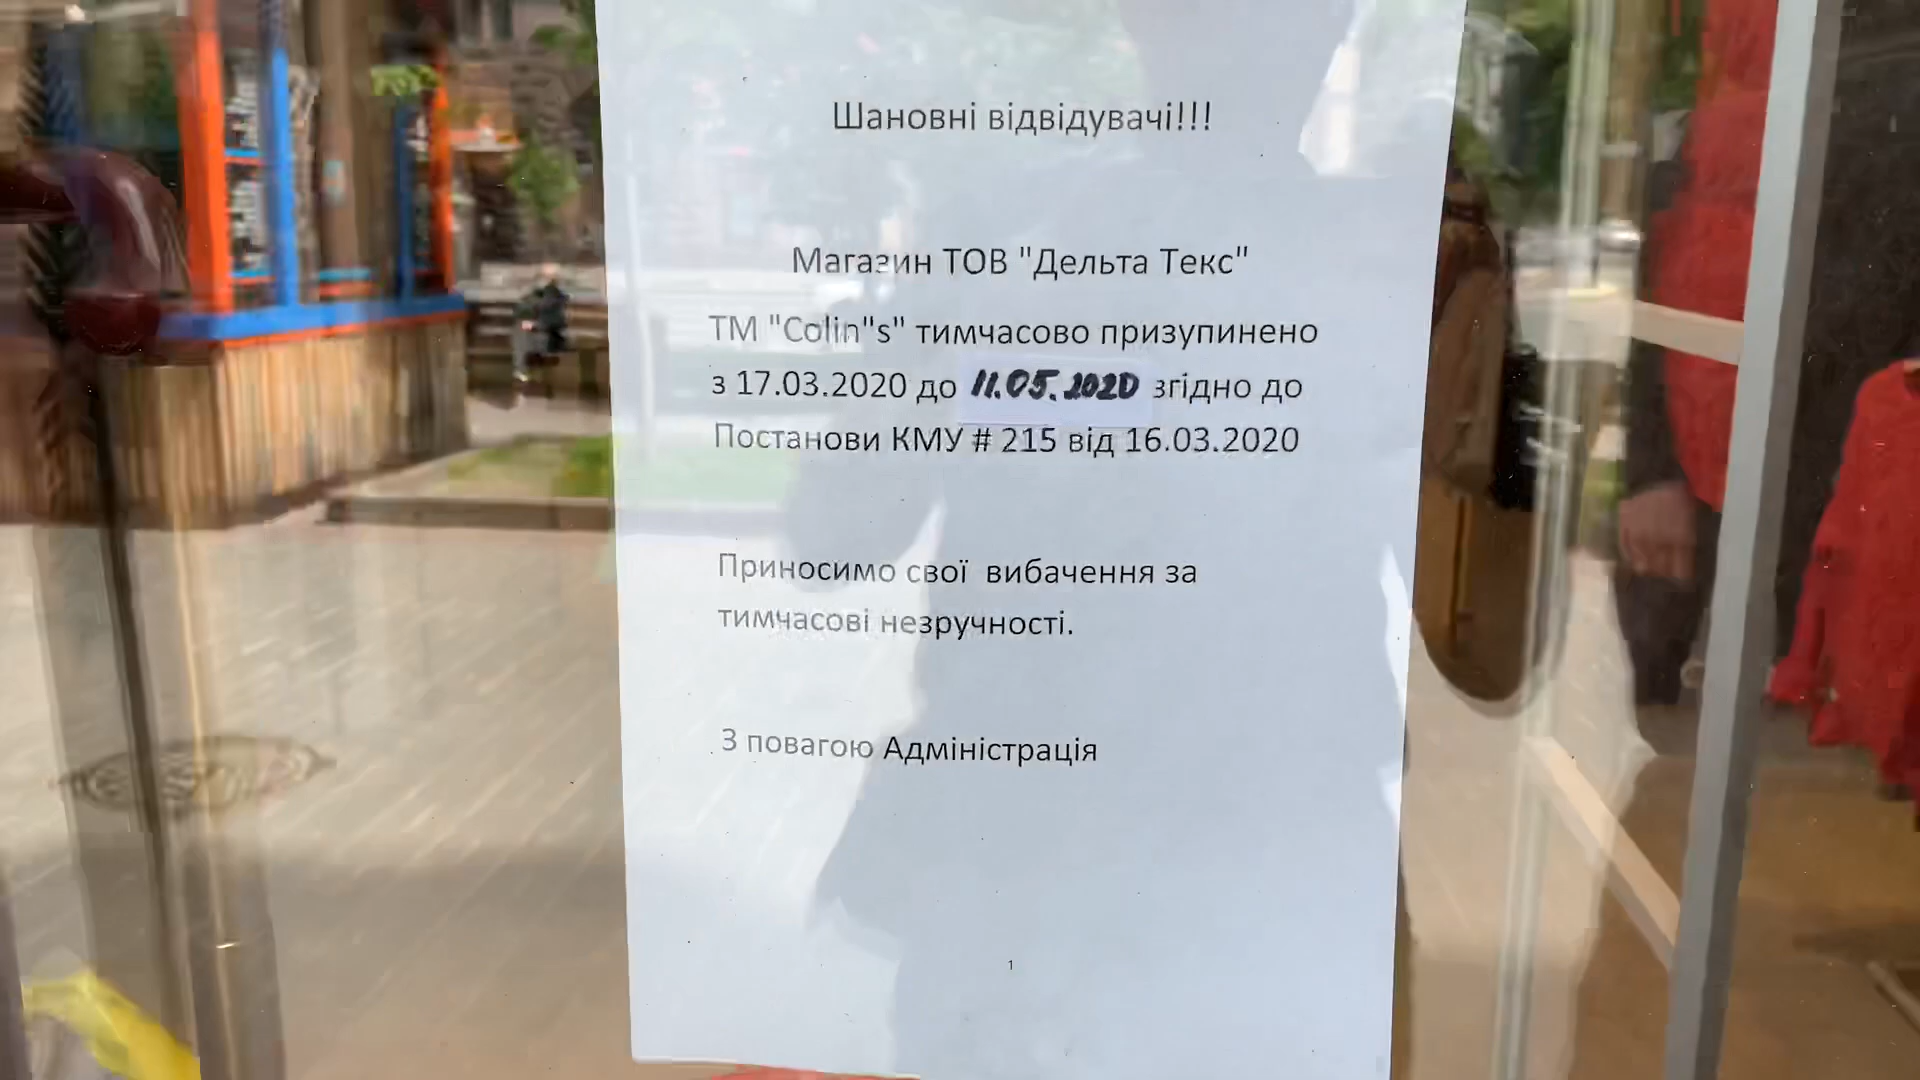 Шановні відвідувачі!!!
Магазин ТОВ "Дельта Текс"
ТМ "Colin"s" тимчасово призупинено
з 17.03.2020 до 11.05.2020 згідно до
Постанови КМУ # 215 від 16.03.2020
Приносимо свої вибачення за
тимчасові незручності.
З повагою Адміністрація
1